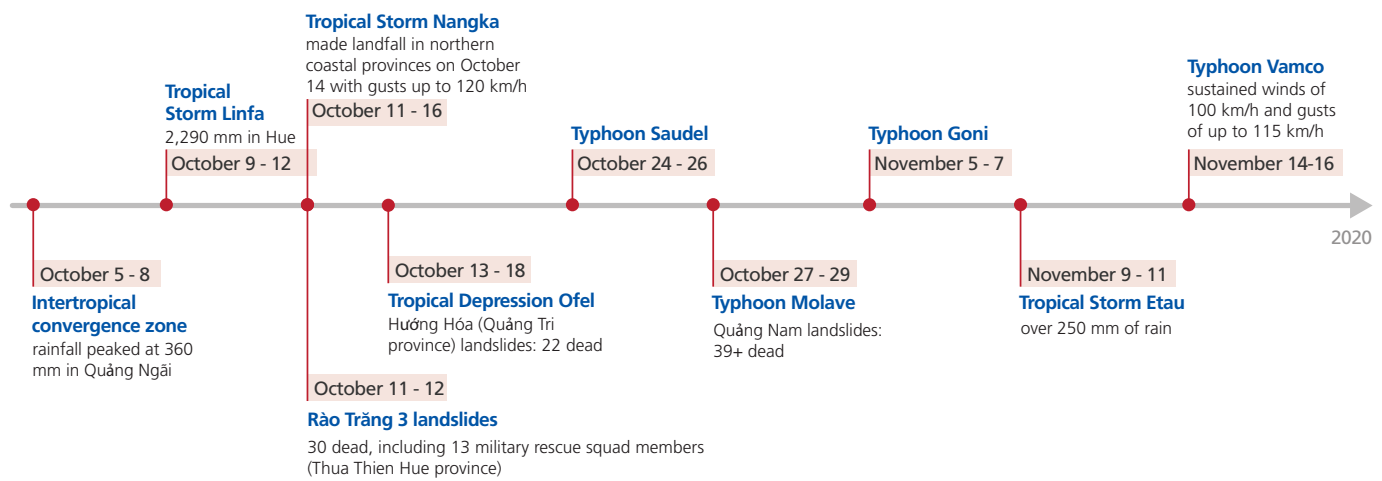 Tropical Storm Nangka
made landfall in northern
coastal provinces on October
14 with gusts up to 120 km/h
October 11 - 16
Tropical
Storm Linfa
2,290 mm in Hue
October 9 - 12
Typhoon Saudel
October 24 - 26
Typhoon Goni
November 5 - 7
Typhoon Vamco
sustained winds of
100 km/h and gusts
of up to 115 km/h
November 14-16
2020
October 5 - 8
Intertropical
convergence zone
rainfall peaked at 360
mm in Quảng Ngãi
October 13 - 18
Tropical Depression Ofel
Hướng Hóa (Quảng Tri
province) landslides: 22 dead
October 11 - 12
Rào Trăng 3 landslides
30 dead, including 13 military rescue squad members
(Thua Thien Hue province)
October 27 - 29
Typhoon Molave
Quảng Nam landslides:
39+ dead
November 9 - 11
Tropical Storm Etau
over 250 mm of rain